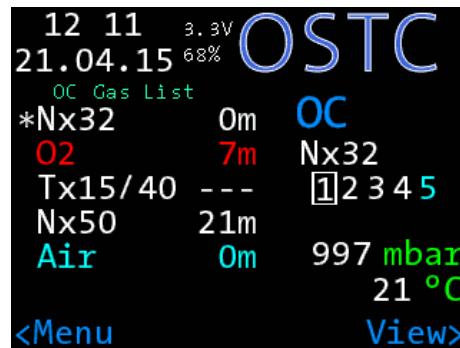 12 11 3.3V OSTC
21.04.15 68%
OC Gas List
*Nx32 0m OC
O2 7m Nx32
Tx15/40 --- 1 2 3 4 5
Nx50 21m
Air 0m 997 mbar
21 ºC
<Menu View>